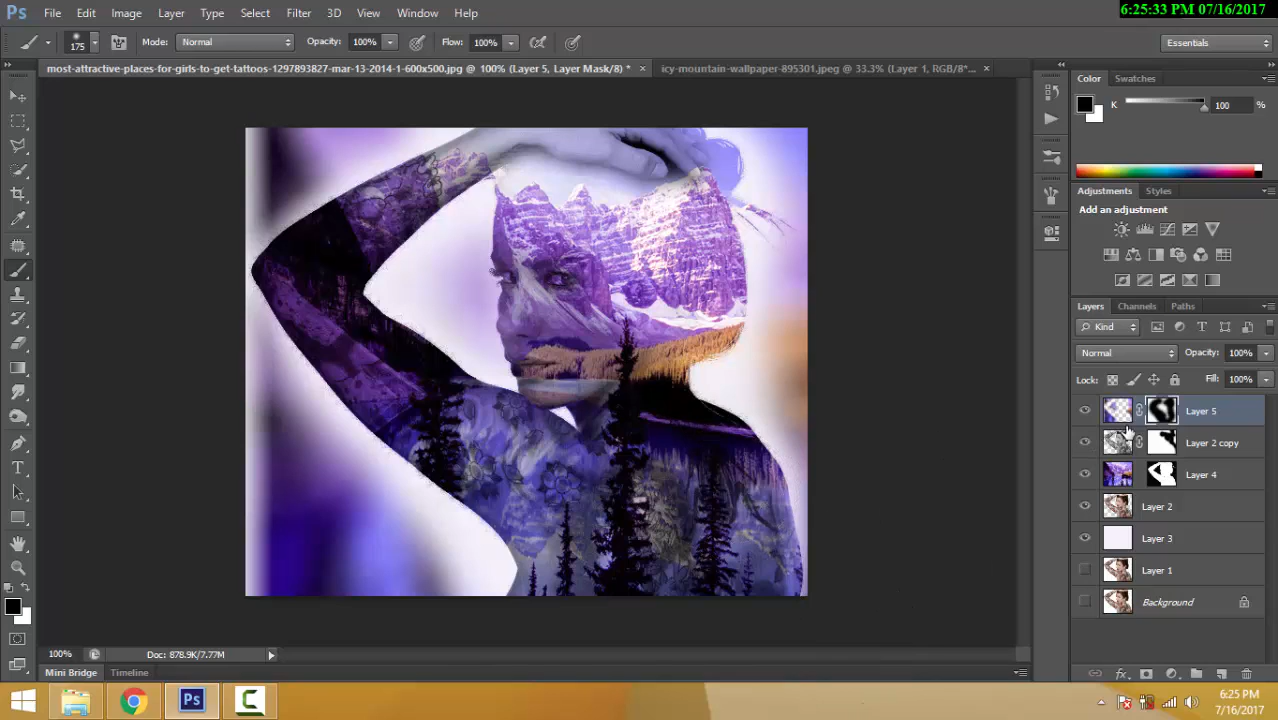 6:25:33 PM 07/16/2017
Ps File Edit Image Layer Type Select Filter 3D View Window Help
175 Mode: Normal Opacity: 100% Flow: 100% Essentials
most-attractive-places-for-girls-to-get-tattoos-1297893827-mar-13-2014-1-600x500.jpg @ 100% (Layer 5, Layer Mask/8) * × icy-mountain-wallpaper-895301.jpeg @ 33.3% (Layer 1, RGB/8*... ×
Color Swatches
K 100 %
Adjustments Styles
Add an adjustment
Layers Channels Paths
Kind
Normal Opacity: 100%
Lock: Fill: 100%
Layer 5
Layer 2 copy
Layer 4
Layer 2
Layer 3
Layer 1
Background
100% Doc: 878.9K/7.77M
Mini Bridge Timeline
Ps C 6:25 PM
7/16/2017